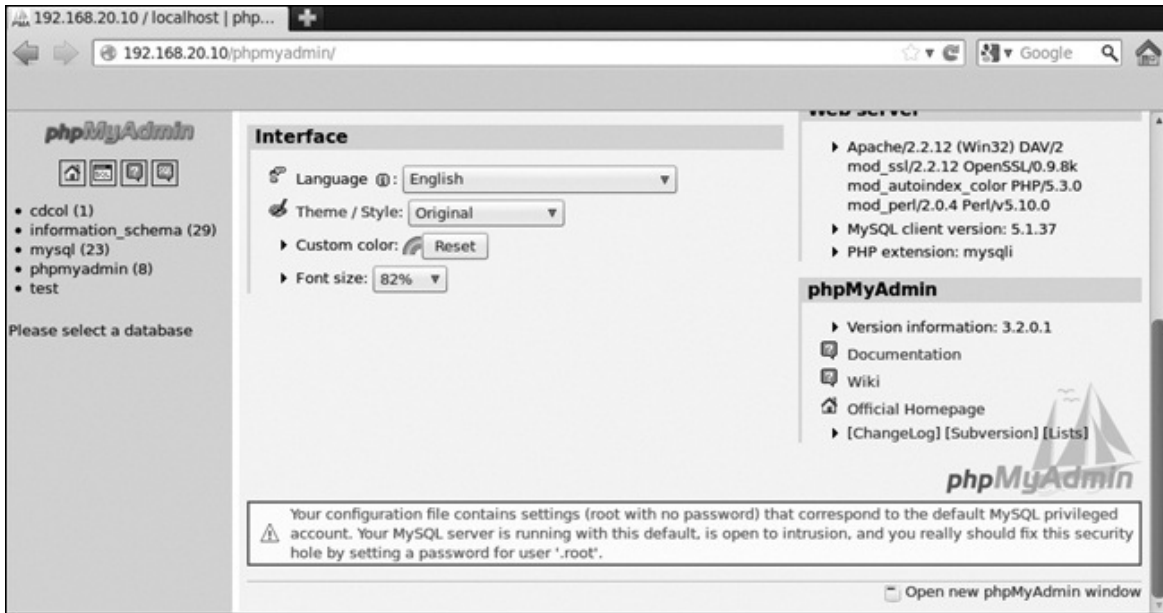 192.168.20.10 / localhost | php...
192.168.20.10/phpmyadmin/
Google
phpMyAdmin
SQL
cdcol (1)
information_schema (29)
mysql (23)
phpmyadmin (8)
test
Please select a database
Interface
Language : English
Theme / Style: Original
Custom color: Reset
Font size: 82%
Web server
Apache/2.2.12 (Win32) DAV/2
mod_ssl/2.2.12 OpenSSL/0.9.8k
mod_autoindex_color PHP/5.3.0
mod_perl/2.0.4 Perl/v5.10.0
MySQL client version: 5.1.37
PHP extension: mysqli
phpMyAdmin
Version information: 3.2.0.1
Documentation
Wiki
Official Homepage
[ChangeLog] [Subversion] [Lists]
phpMyAdmin
Your configuration file contains settings (root with no password) that correspond to the default MySQL privileged
account. Your MySQL server is running with this default, is open to intrusion, and you really should fix this security
hole by setting a password for user '.root'.
Open new phpMyAdmin window